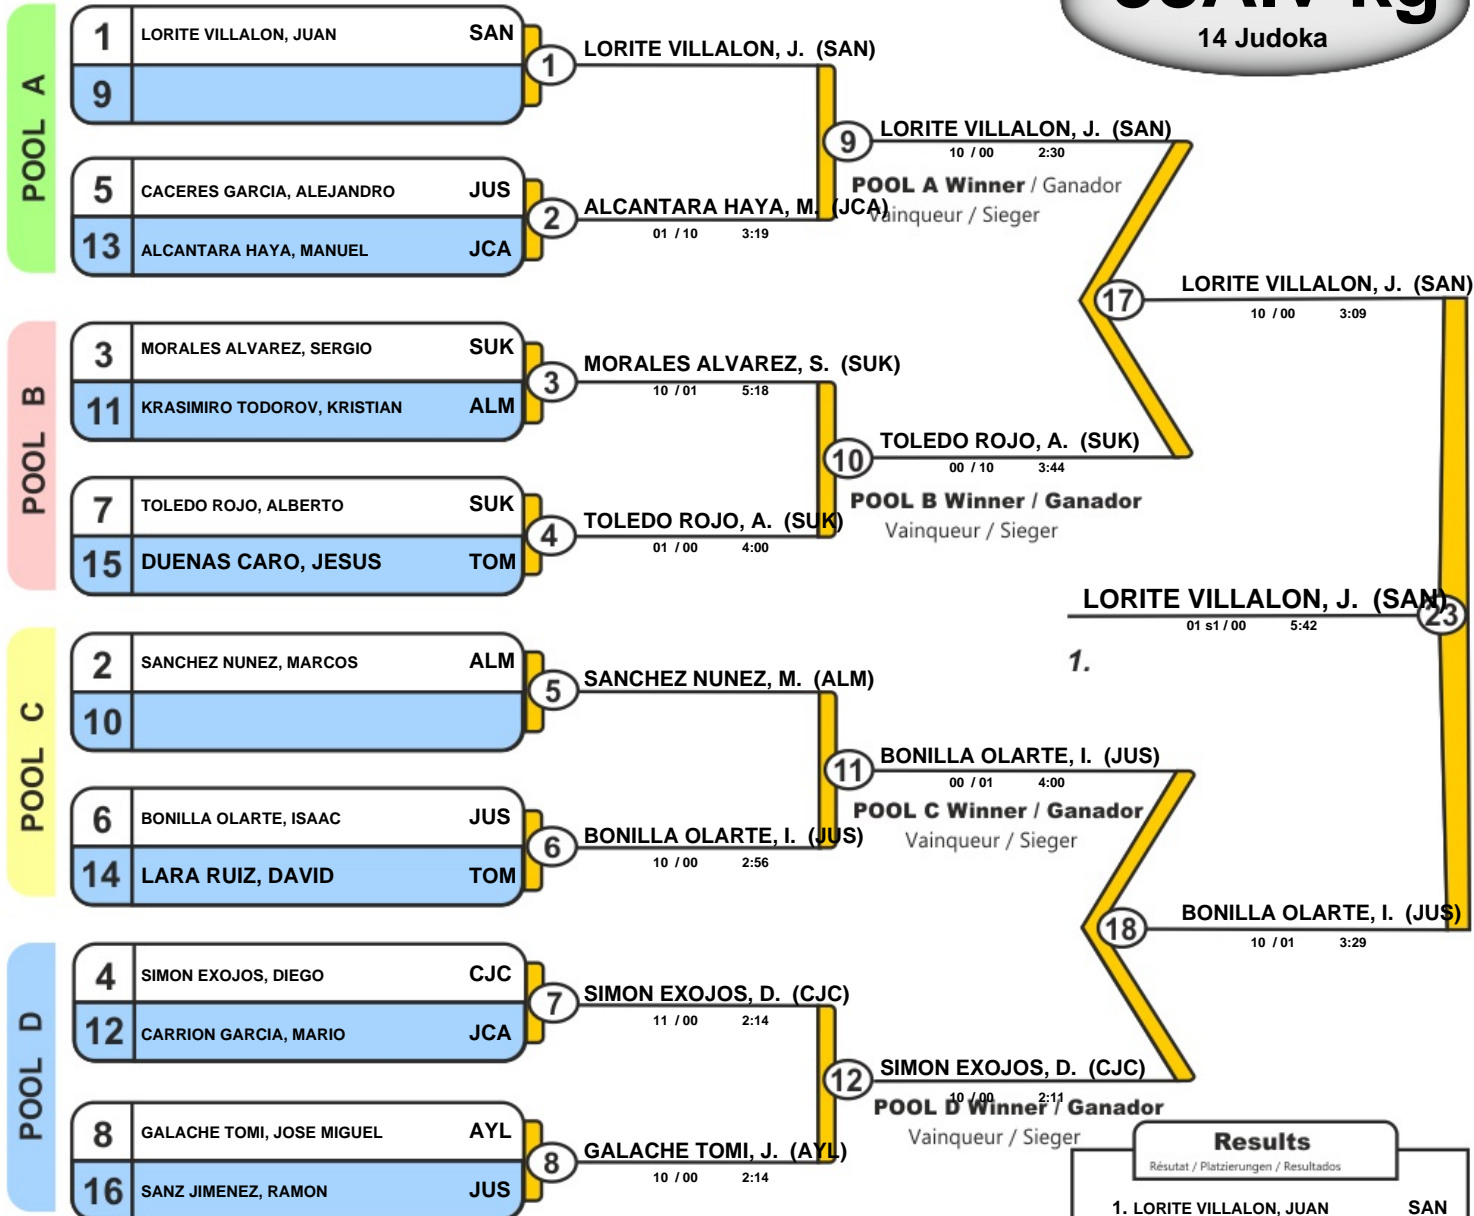 14 Judoka
POOL A
1 LORITE VILLALON, JUAN SAN
9
1 LORITE VILLALON, J. (SAN)
5 CACERES GARCIA, ALEJANDRO JUS
13 ALCANTARA HAYA, MANUEL JCA
2 ALCANTARA HAYA, M. (JCA)
01 / 10 3:19
9 LORITE VILLALON, J. (SAN)
10 / 00 2:30
POOL A Winner / Ganador
Vainqueur / Sieger
POOL B
3 MORALES ALVAREZ, SERGIO SUK
11 KRASIMIRO TODOROV, KRISTIAN ALM
3 MORALES ALVAREZ, S. (SUK)
10 / 01 5:18
7 TOLEDO ROJO, ALBERTO SUK
15 DUENAS CARO, JESUS TOM
4 TOLEDO ROJO, A. (SUK)
01 / 00 4:00
10 TOLEDO ROJO, A. (SUK)
00 / 10 3:44
POOL B Winner / Ganador
Vainqueur / Sieger
17 LORITE VILLALON, J. (SAN)
10 / 00 3:09
LORITE VILLALON, J. (SAN) 23
01 s1 / 00 5:42
1.
POOL C
2 SANCHEZ NUNEZ, MARCOS ALM
10
5 SANCHEZ NUNEZ, M. (ALM)
6 BONILLA OLARTE, ISAAC JUS
14 LARA RUIZ, DAVID TOM
6 BONILLA OLARTE, I. (JUS)
10 / 00 2:56
11 BONILLA OLARTE, I. (JUS)
00 / 01 4:00
POOL C Winner / Ganador
Vainqueur / Sieger
POOL D
4 SIMON EXOJOS, DIEGO CJC
12 CARRION GARCIA, MARIO JCA
7 SIMON EXOJOS, D. (CJC)
11 / 00 2:14
8 GALACHE TOMI, JOSE MIGUEL AYL
16 SANZ JIMENEZ, RAMON JUS
8 GALACHE TOMI, J. (AYL)
10 / 00 2:14
12 SIMON EXOJOS, D. (CJC)
10 / 00 2:11
POOL D Winner / Ganador
Vainqueur / Sieger
18 BONILLA OLARTE, I. (JUS)
10 / 01 3:29
Results
Résutat / Platzierungen / Resultados
1. LORITE VILLALON, JUAN SAN